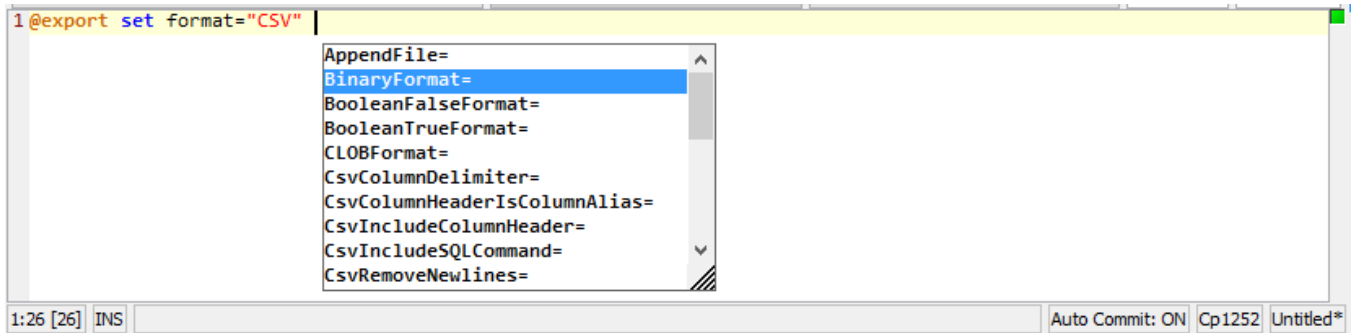 1 @export set format="CSV"
AppendFile=
BinaryFormat=
BooleanFalseFormat=
BooleanTrueFormat=
CLOBFormat=
CsvColumnDelimiter=
CsvColumnHeaderIsColumnAlias=
CsvIncludeColumnHeader=
CsvIncludeSQLCommand=
CsvRemoveNewlines=
1:26 [26] INS Auto Commit: ON Cp1252 Untitled*